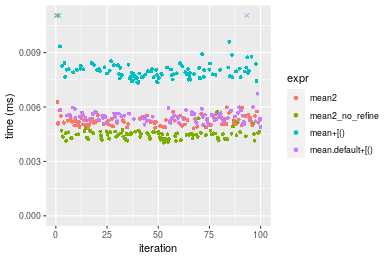 0.009
0.006
0.003
0.000
time (ms)
0
25
50
75
100
iteration
expr
mean2
mean2_no_refine
mean+[()
mean.default+[()